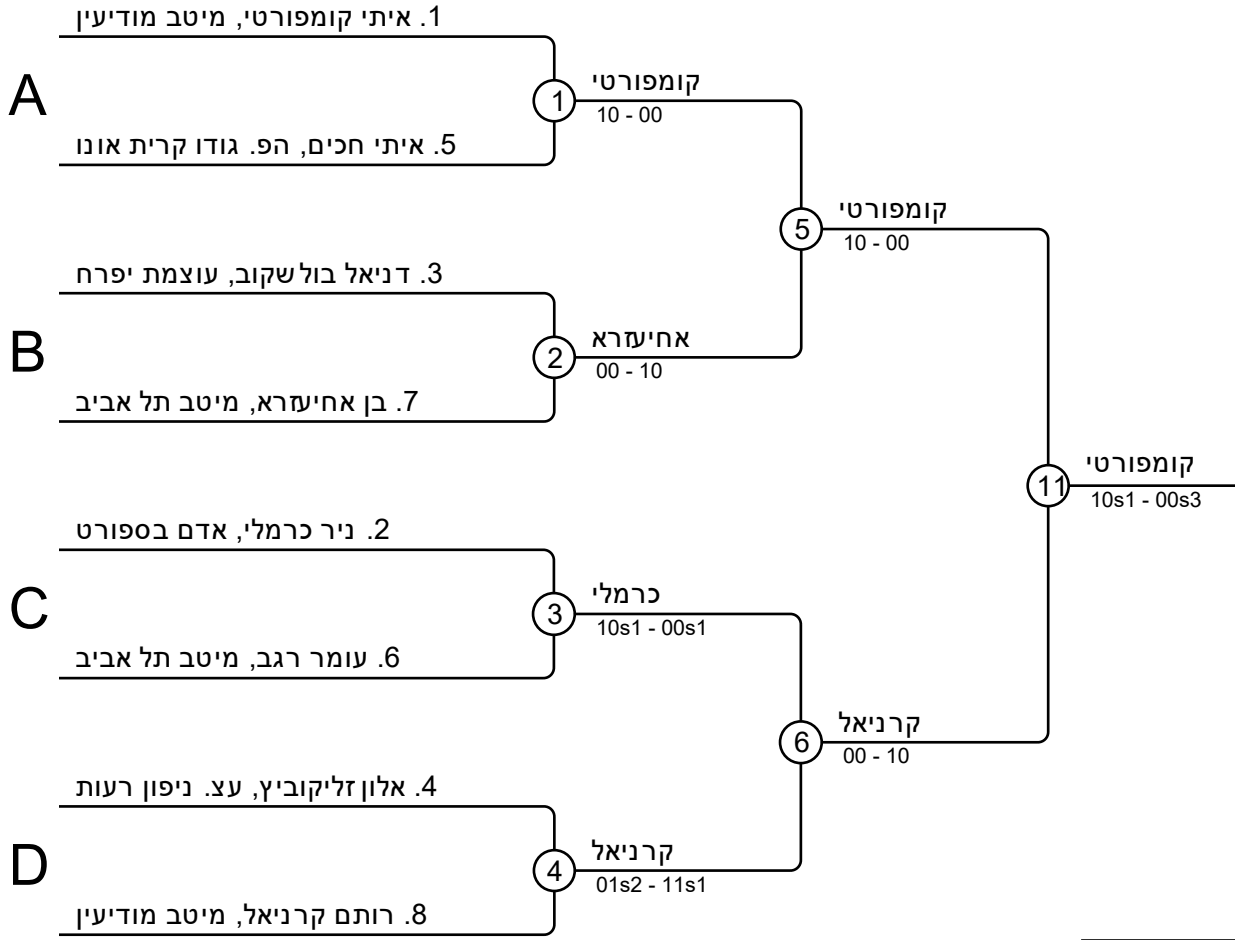 1. איתי קומפורטי, מיטב מודיעין
A
1
קומפורטי
10 - 00
5. איתי חכים, הפ. גודו קרית אונו
5
קומפורטי
10 - 00
3. דניאל בולשקוב, עוצמת יפרח
B
2
אחיעזרא
00 - 10
7. בן אחיעזרא, מיטב תל אביב
11
קומפורטי
10s1 - 00s3
2. ניר כרמלי, אדם בספורט
C
3
כרמלי
10s1 - 00s1
6. עומר רגב, מיטב תל אביב
6
קרניאל
00 - 10
4. אלון זליקוביץ, עצ. ניפון רעות
D
4
קרניאל
01s2 - 11s1
8. רותם קרניאל, מיטב מודיעין